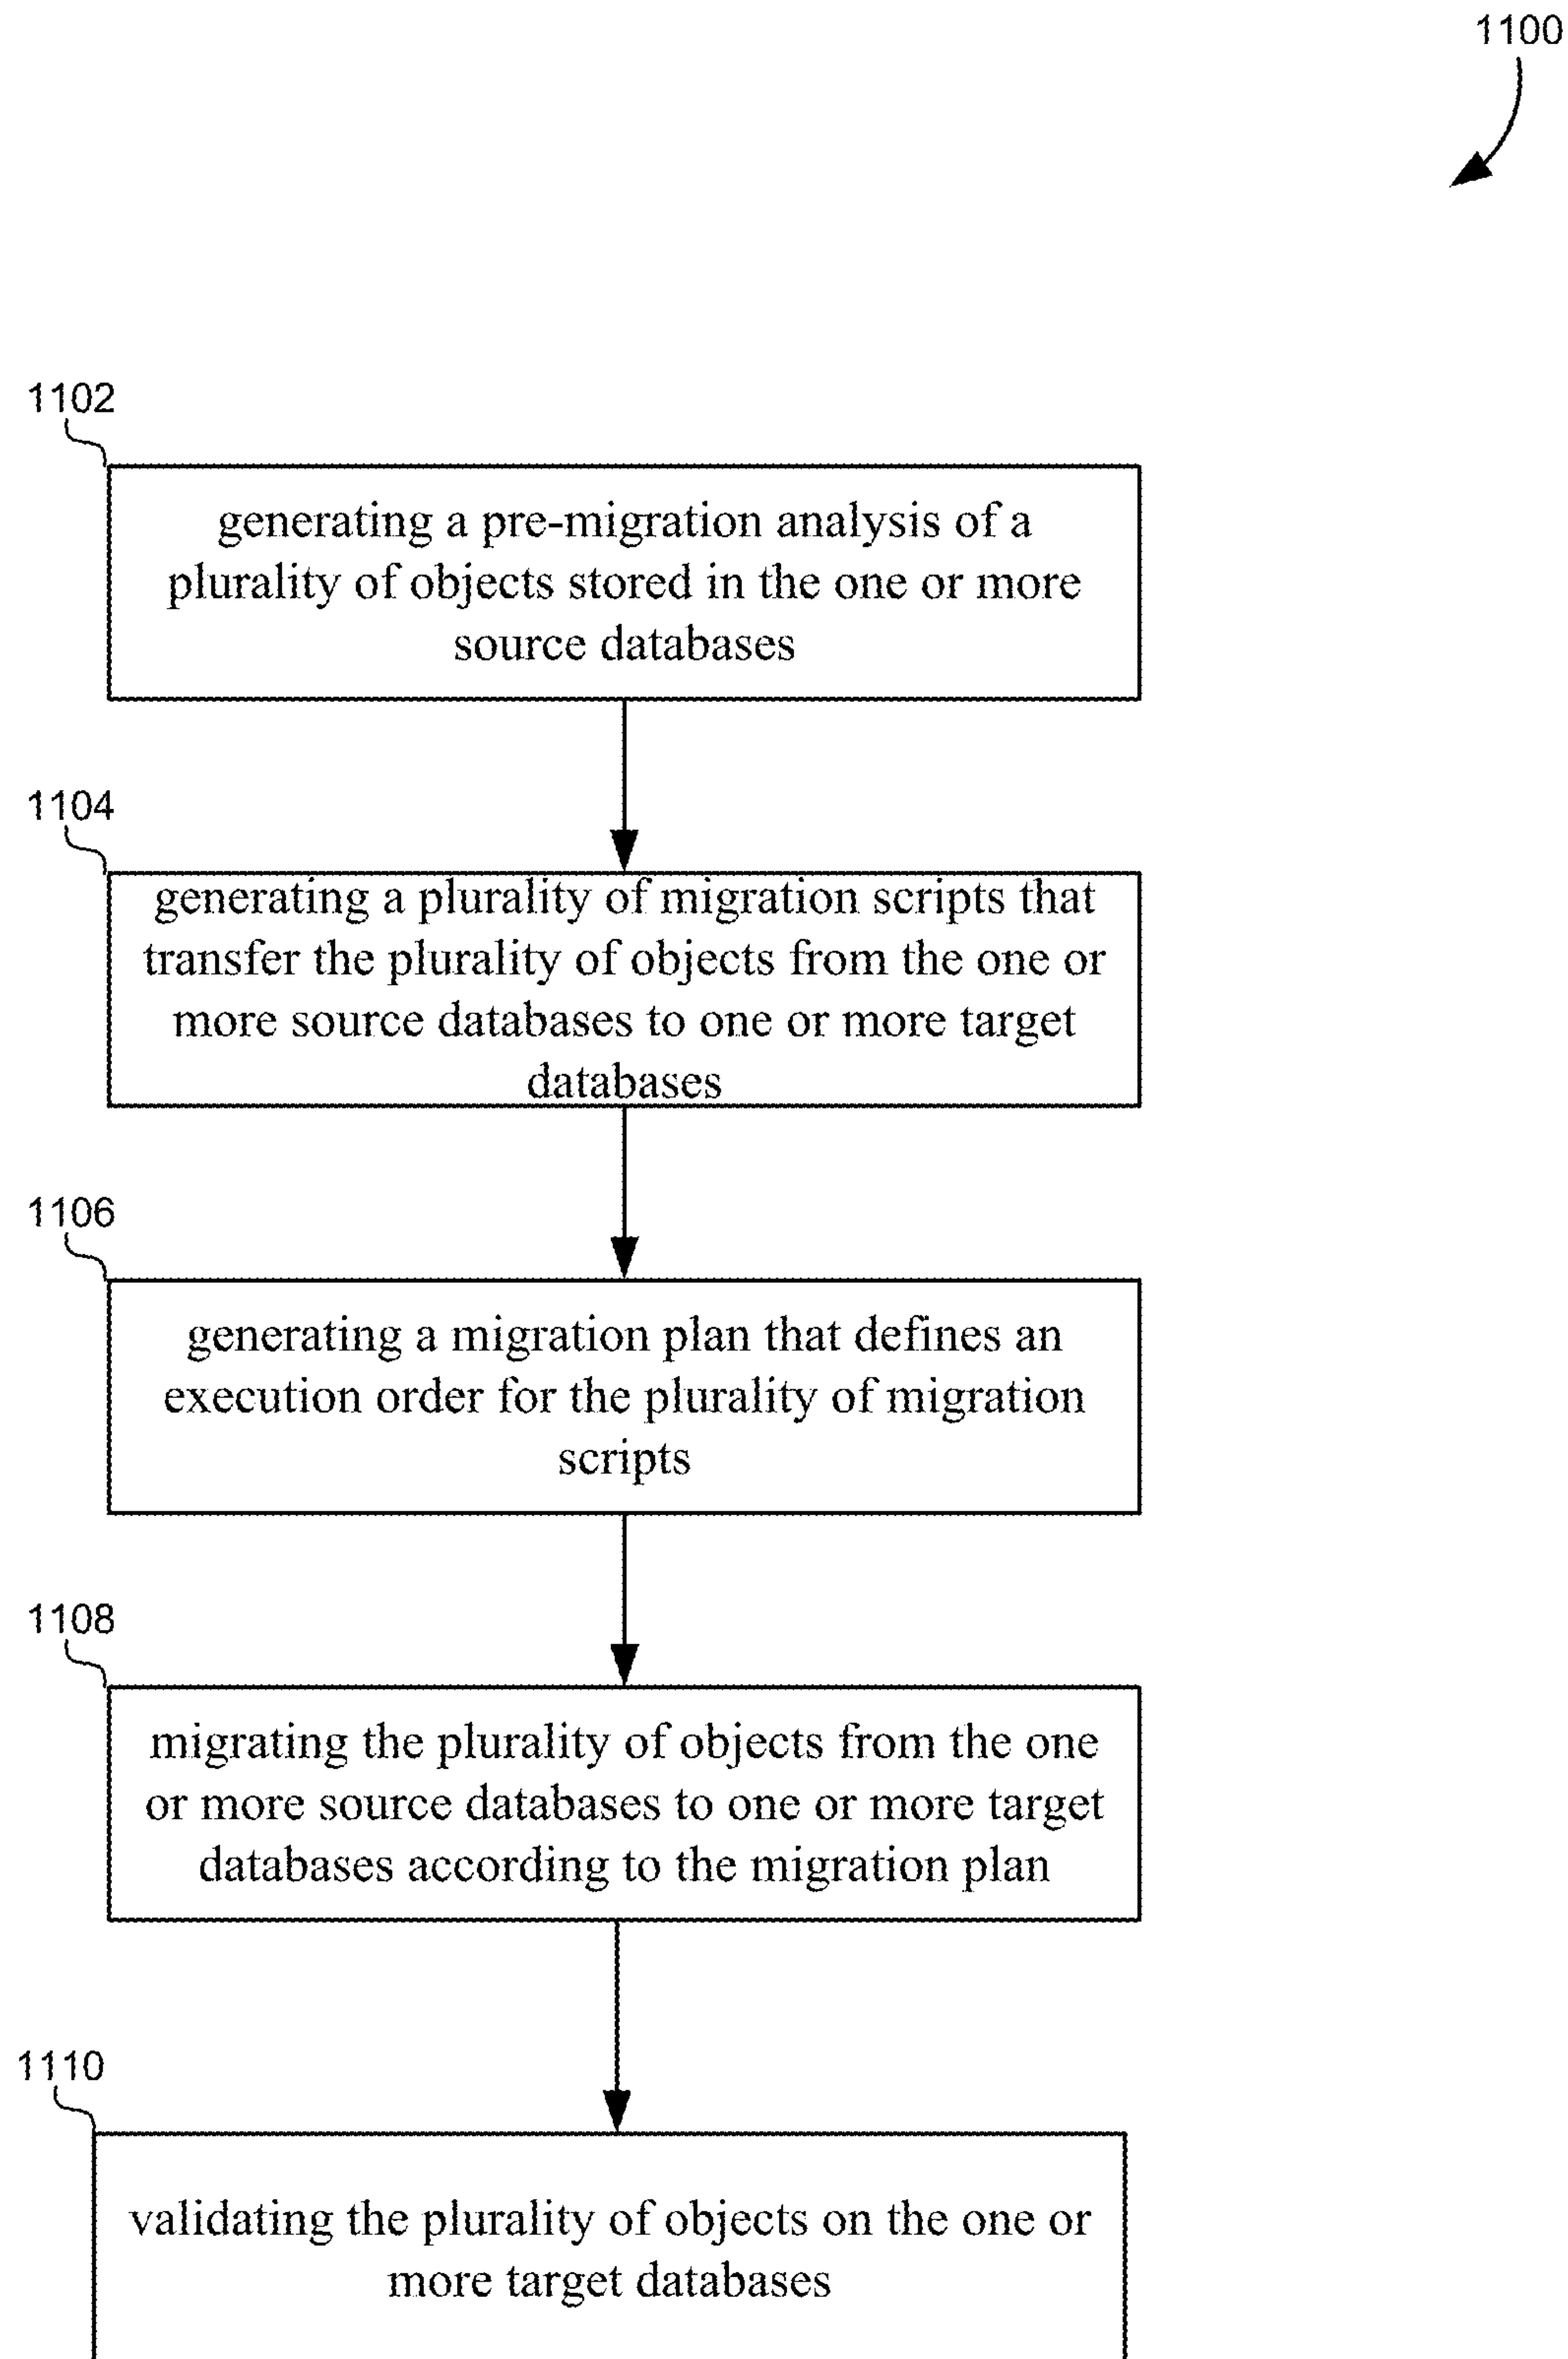 1100
1102
generating a pre-migration analysis of a
plurality of objects stored in the one or more
source databases
1104
generating a plurality of migration scripts that
transfer the plurality of objects from the one or
more source databases to one or more target
databases
1106
generating a migration plan that defines an
execution order for the plurality of migration
scripts
1108
migrating the plurality of objects from the one
or more source databases to one or more target
databases according to the migration plan
1110
validating the plurality of objects on the one or
more target databases